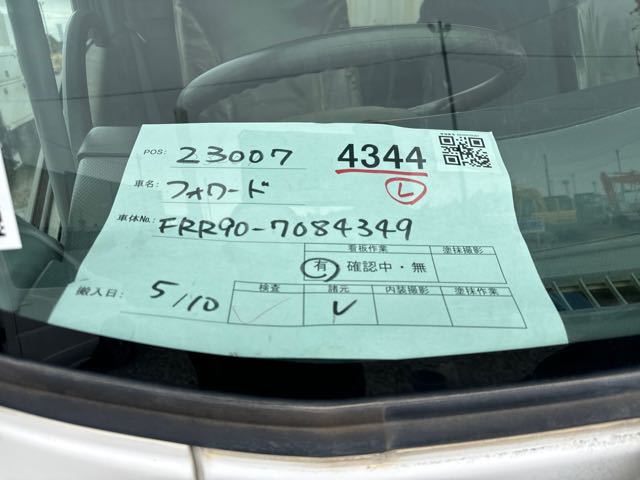 POS: 23007 4344
車名: フォワード L
車体No.: FRR90-7084349
看板作業 塗抹撮影
有 確認中・無
搬入日: 5/10 検査 諸元 内装撮影 塗抹作業
✓ ✓